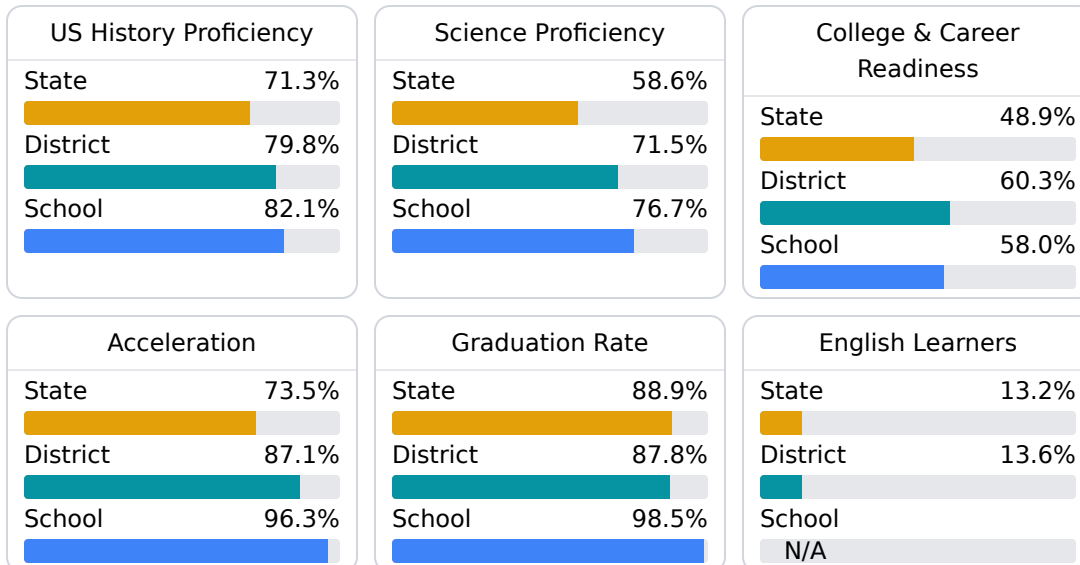 US History Proficiency
State 71.3%
District 79.8%
School 82.1%
Science Proficiency
State 58.6%
District 71.5%
School 76.7%
College & Career
Readiness
State 48.9%
District 60.3%
School 58.0%
Acceleration
State 73.5%
District 87.1%
School 96.3%
Graduation Rate
State 88.9%
District 87.8%
School 98.5%
English Learners
State 13.2%
District 13.6%
School
N/A